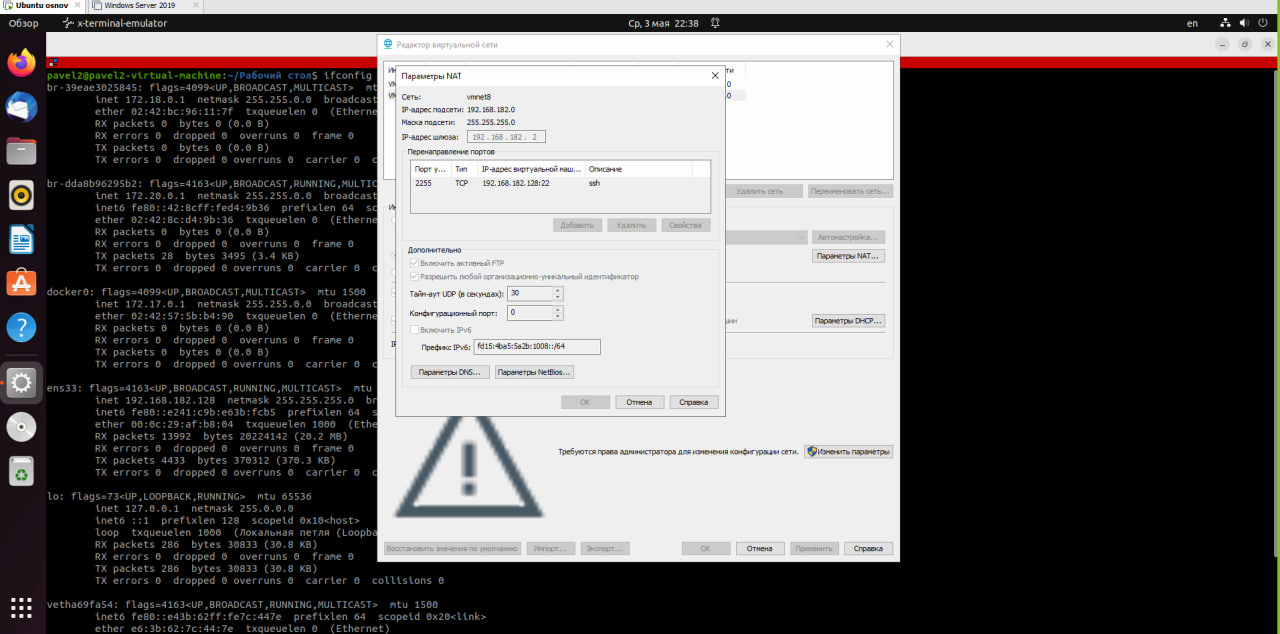 Ubuntu osnov
Windows Server 2019
Обзор
x-terminal-emulator
Ср, 3 мая 22:38
en
Редактор виртуальной сети
pavel2@pavel2-virtual-machine:~/Рабочий стол$ ifconfig
br-39eae3025845: flags=4099<UP,BROADCAST,MULTICAST> mt
inet 172.18.0.1 netmask 255.255.0.0 broadcast
ether 02:42:bc:96:11:7f txqueuelen 0 (Etherne
RX packets 0 bytes 0 (0.0 B)
RX errors 0 dropped 0 overruns 0 frame 0
TX packets 0 bytes 0 (0.0 B)
TX errors 0 dropped 0 overruns 0 carrier 0 c
br-dda8b96295b2: flags=4163<UP,BROADCAST,RUNNING,MULTIC
inet 172.20.0.1 netmask 255.255.0.0 broadcast
inet6 fe80::42:8cff:fed4:9b36 prefixlen 64 sc
ether 02:42:8c:d4:9b:36 txqueuelen 0 (Etherne
RX packets 0 bytes 0 (0.0 B)
RX errors 0 dropped 0 overruns 0 frame 0
TX packets 28 bytes 3495 (3.4 KB)
TX errors 0 dropped 0 overruns 0 carrier 0 c
docker0: flags=4099<UP,BROADCAST,MULTICAST> mtu 1500
inet 172.17.0.1 netmask 255.255.0.0 broadcast
ether 02:42:57:5b:b4:90 txqueuelen 0 (Etherne
RX packets 0 bytes 0 (0.0 B)
RX errors 0 dropped 0 overruns 0 frame 0
TX packets 0 bytes 0 (0.0 B)
TX errors 0 dropped 0 overruns 0 carrier 0 c
ens33: flags=4163<UP,BROADCAST,RUNNING,MULTICAST> mtu
inet 192.168.182.128 netmask 255.255.255.0 br
inet6 fe80::e241:c9b:e63b:fcb5 prefixlen 64 s
ether 00:0c:29:af:b8:04 txqueuelen 1000 (Ethe
RX packets 13992 bytes 20224142 (20.2 MB)
RX errors 0 dropped 0 overruns 0 frame 0
TX packets 4433 bytes 370312 (370.3 KB)
TX errors 0 dropped 0 overruns 0 carrier 0 c
lo: flags=73<UP,LOOPBACK,RUNNING> mtu 65536
inet 127.0.0.1 netmask 255.0.0.0
inet6 ::1 prefixlen 128 scopeid 0x10<host>
loop txqueuelen 1000 (Локальная петля (Loopba
RX packets 286 bytes 30833 (30.8 KB)
RX errors 0 dropped 0 overruns 0 frame 0
TX packets 286 bytes 30833 (30.8 KB)
TX errors 0 dropped 0 overruns 0 carrier 0 collisions 0
vetha69fa54: flags=4163<UP,BROADCAST,RUNNING,MULTICAST> mtu 1500
inet6 fe80::e43b:62ff:fe7c:447e prefixlen 64 scopeid 0x20<link>
ether e6:3b:62:7c:44:7e txqueuelen 0 (Ethernet)
Параметры NAT
Сеть: vmnet8
IP-адрес подсети: 192.168.182.0
Маска подсети: 255.255.255.0
IP-адрес шлюза: 192 . 168 . 182 . 2
Перенаправление портов
Порт у... Тип IP-адрес виртуальной маш... Описание
2255 TCP 192.168.182.128:22 ssh
Добавить Удалить Свойства
Дополнительно
Включить активный FTP
Разрешить любой организационно-уникальный идентификатор
Тайм-аут UDP (в секундах): 30
Конфигурационный порт: 0
Включить IPv6
Префикс IPv6: fd15:4ba5:5a2b:1008::/64
Параметры DNS... Параметры NetBios...
OK Отмена Справка
Удалить сеть Переименовать сеть...
Автонастройка...
Параметры NAT...
Параметры DHCP...
Требуются права администратора для изменения конфигурации сети. Изменить параметры
Восстановить значения по умолчанию Импорт... Экспорт... OK Отмена Применить Справка